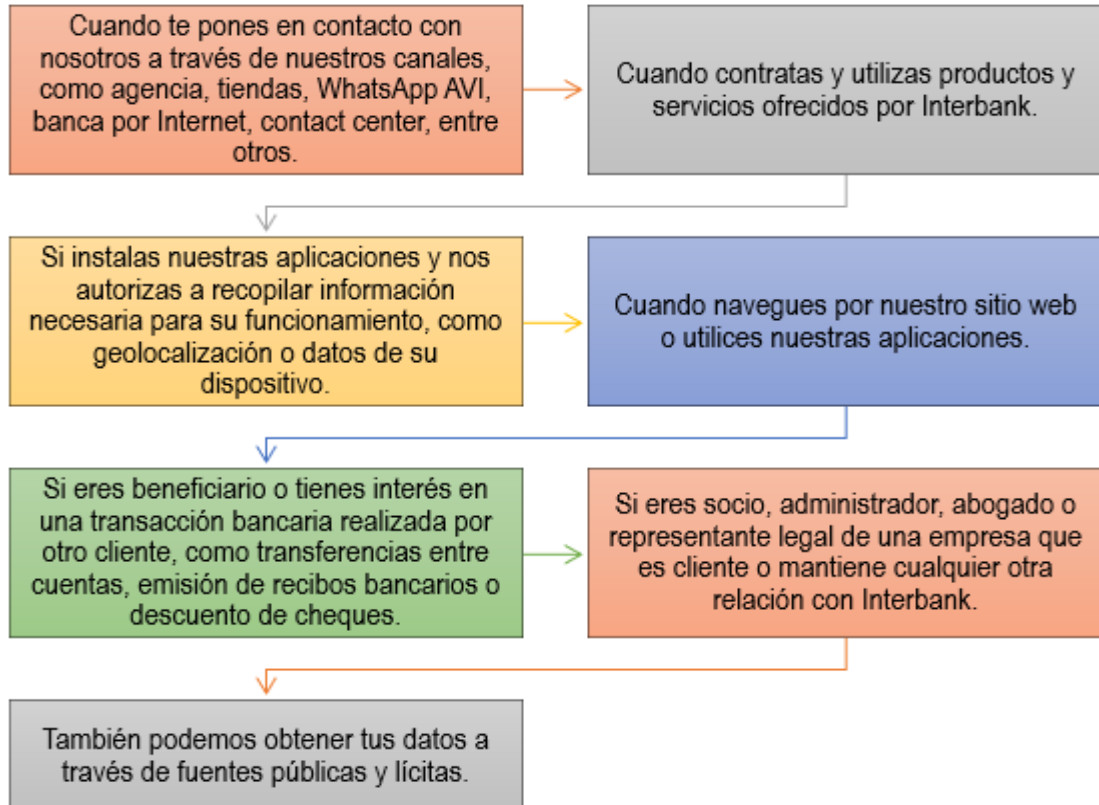 Cuando te pones en contacto con
nosotros a través de nuestros canales,
como agencia, tiendas, WhatsApp AVI,
banca por Internet, contact center, entre
otros.
Cuando contratas y utilizas productos y
servicios ofrecidos por Interbank.
Si instalas nuestras aplicaciones y nos
autorizas a recopilar información
necesaria para su funcionamiento, como
geolocalización o datos de su
dispositivo.
Cuando navegues por nuestro sitio web
o utilices nuestras aplicaciones.
Si eres beneficiario o tienes interés en
una transacción bancaria realizada por
otro cliente, como transferencias entre
cuentas, emisión de recibos bancarios o
descuento de cheques.
Si eres socio, administrador, abogado o
representante legal de una empresa que
es cliente o mantiene cualquier otra
relación con Interbank.
También podemos obtener tus datos a
través de fuentes públicas y lícitas.